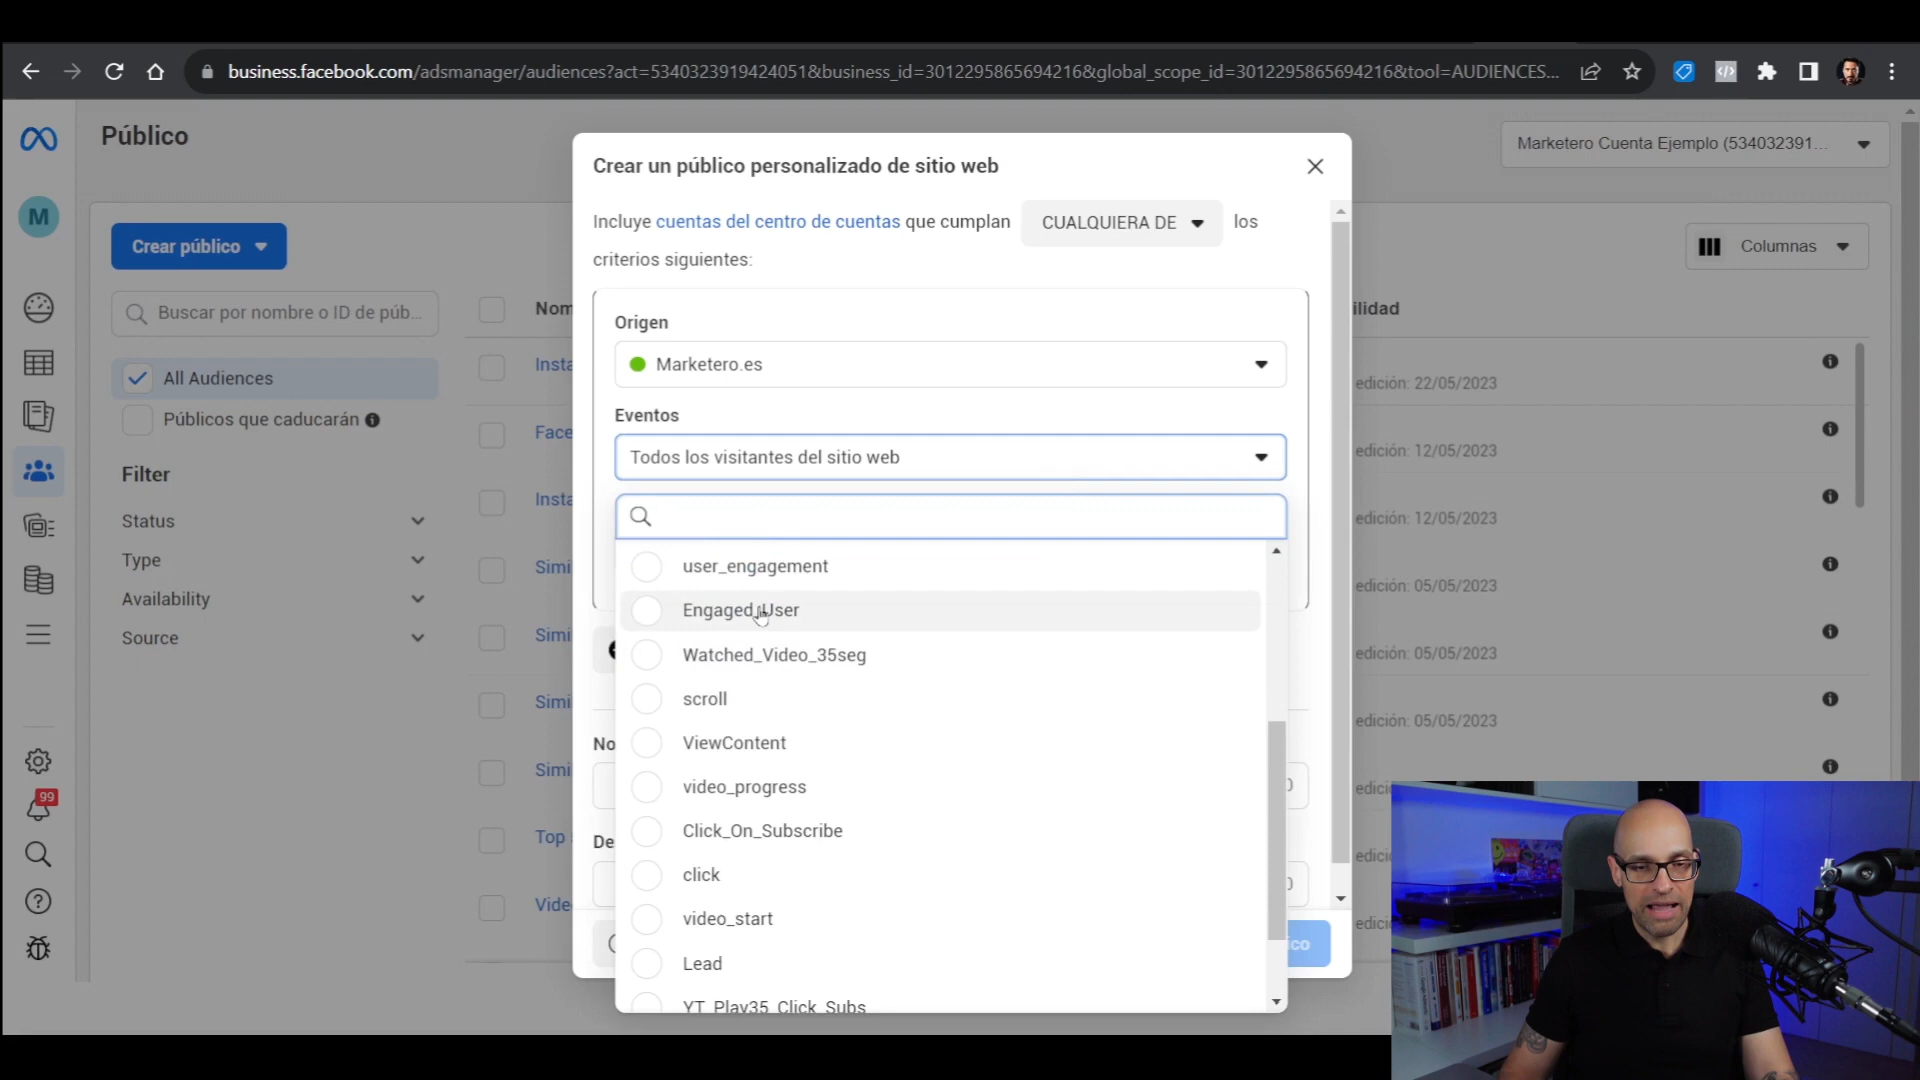 business.facebook.com/adsmanager/audiences?act=5340323919424051&business_id=3012295865694216&global_scope_id=3012295865694216&tool=AUDIENCES...
Público
Marketero Cuenta Ejemplo (534032391...
M
Crear público
Columnas
Buscar por nombre o ID de púb...
All Audiences
Públicos que caducarán
Filter
Status
Type
Availability
Source
99
Nom
Insta
Face
Insta
Simi
Simi
Simi
Simi
Top
Vide
ilidad
edición: 22/05/2023
edición: 12/05/2023
edición: 12/05/2023
edición: 05/05/2023
edición: 05/05/2023
edición: 05/05/2023
edici
edici
edici
Crear un público personalizado de sitio web
Incluye cuentas del centro de cuentas que cumplan CUALQUIERA DE los
criterios siguientes:
Origen
Marketero.es
Eventos
Todos los visitantes del sitio web
user_engagement
Engaged_User
Watched_Video_35seg
scroll
ViewContent
video_progress
Click_On_Subscribe
click
video_start
Lead
YT_Play35_Click_Subs
No
De
ico